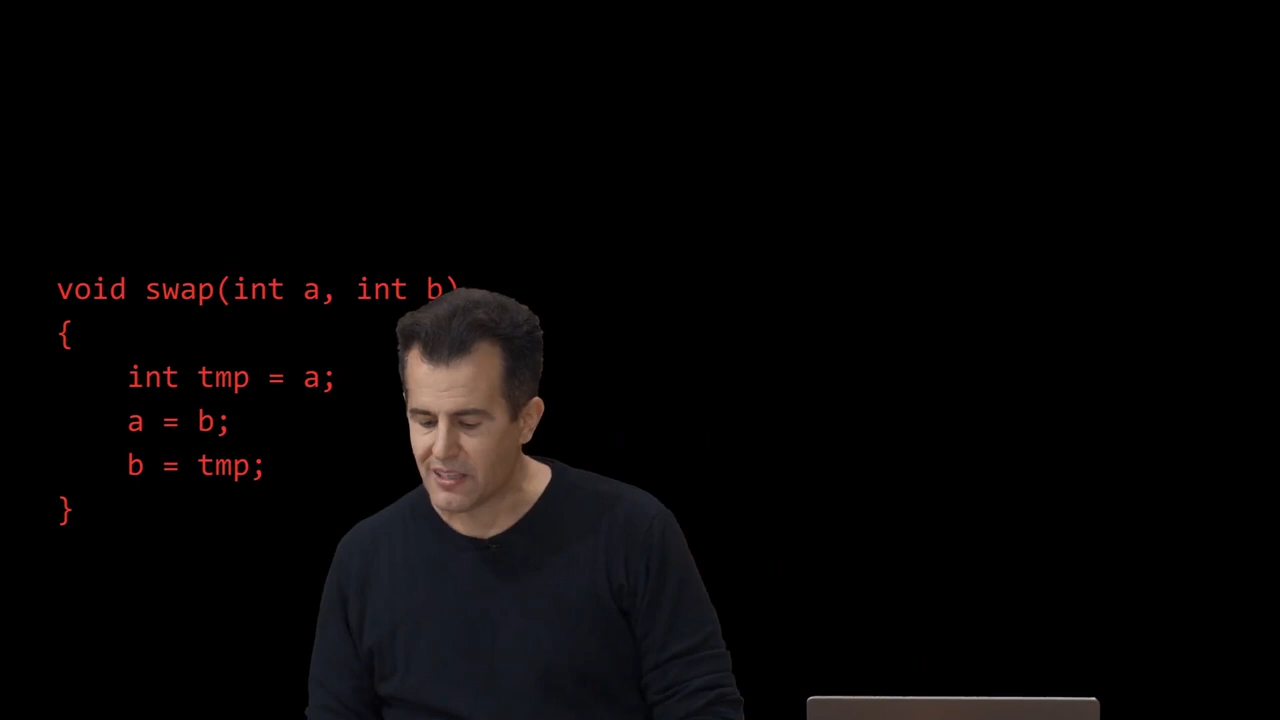 void swap(int a, int b)
{
    int tmp = a;
    a = b;
    b = tmp;
}